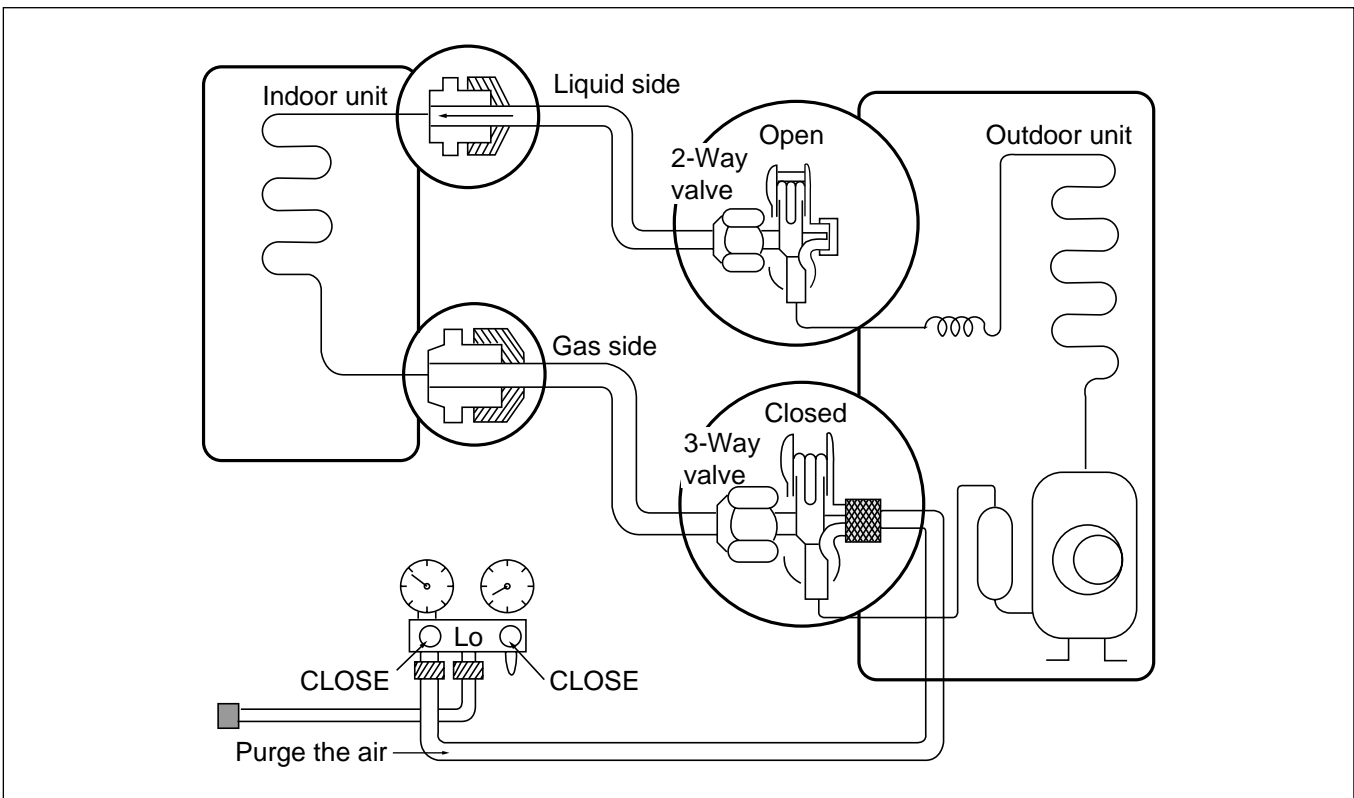 Indoor unit
Liquid side
Open
2-Way
valve
Outdoor unit
Gas side
Closed
3-Way
valve
Lo
CLOSE
CLOSE
Purge the air